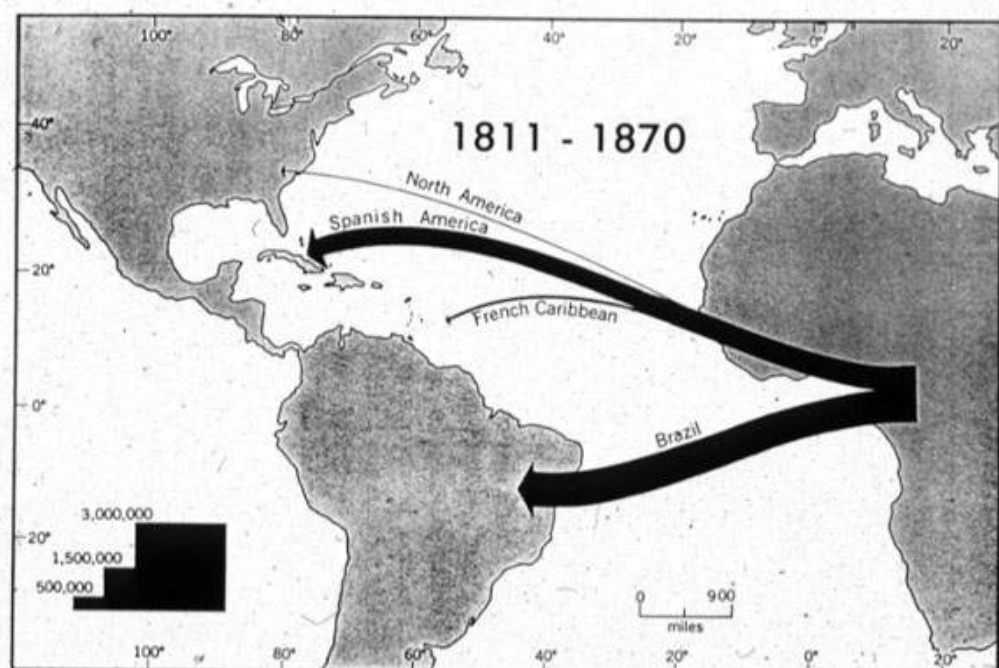 100° 80° 60° 40° 20° 0° 20°
40°
1811 - 1870
North America
Spanish America
20°
French Caribbean
0°
Brazil
3,000,000
1,500,000
500,000
20°
0 900
miles
100° 80° 60° 40° 20° 0° 20°